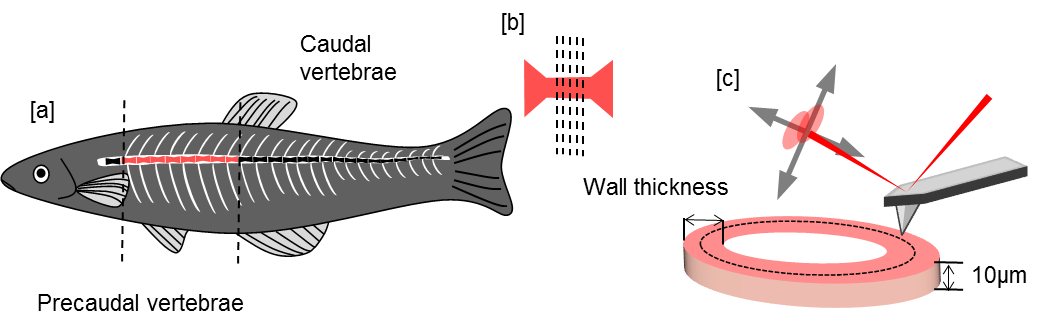 [a]
Caudal
vertebrae
[b]
[c]
Wall thickness
10μm
Precaudal vertebrae